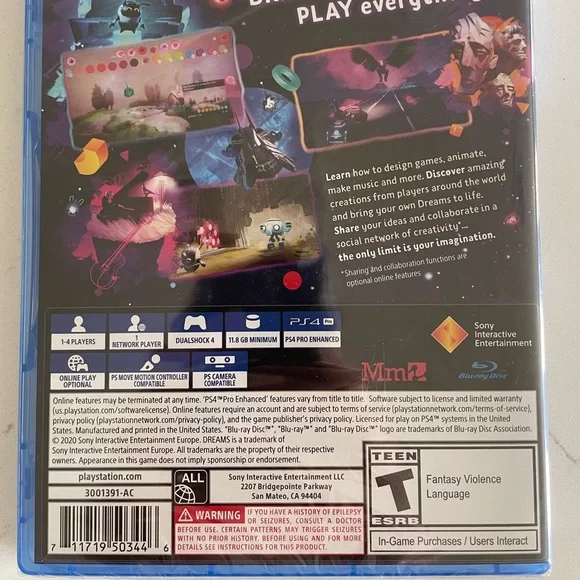 PLAY everything
Learn how to design games, animate,
make music and more. Discover amazing
creations from players around the world
and bring your own Dreams to life.
Share your ideas and collaborate in a
social network of creativity*...
the only limit is your imagination.
*Sharing and collaboration functions are
optional online features
1-4 PLAYERS
1
NETWORK PLAYER
DUALSHOCK 4
11.8 GB MINIMUM
PS4 Pro
PS4 PRO ENHANCED
Sony
Interactive
Entertainment
ONLINE PLAY
OPTIONAL
PS MOVE MOTION CONTROLLER
COMPATIBLE
PS CAMERA
COMPATIBLE
Mm
Blu-ray Disc
Online features may be terminated at any time. 'PS4™Pro Enhanced' features vary from title to title. Software subject to license and limited warranty
(us.playstation.com/softwarelicense). Online features require an account and are subject to terms of service (playstationnetwork.com/terms-of-service),
privacy policy (playstationnetwork.com/privacy-policy), and the game publisher's privacy policy. Licensed for play on PS4™ systems in the United
States. Manufactured and printed in the United States. "Blu-ray Disc™", "Blu-ray™" and "Blu-ray Disc™" logo are trademarks of Blu-ray Disc Association.
© 2020 Sony Interactive Entertainment Europe. DREAMS is a trademark of
Sony Interactive Entertainment Europe. All trademarks are the property of their respective
owners. Appearance in this game does not imply sponsorship or endorsement.
playstation.com
3001391-AC
ALL
Sony Interactive Entertainment LLC
2207 Bridgepointe Parkway
San Mateo, CA 94404
WARNING
IF YOU HAVE A HISTORY OF EPILEPSY
OR SEIZURES, CONSULT A DOCTOR
BEFORE USE. CERTAIN PATTERNS MAY TRIGGER SEIZURES
WITH NO PRIOR HISTORY. BEFORE USING AND FOR MORE
DETAILS SEE INSTRUCTIONS FOR THIS PRODUCT.
7 11719 50344 6
TEEN
T
ESRB
Fantasy Violence
Language
In-Game Purchases / Users Interact